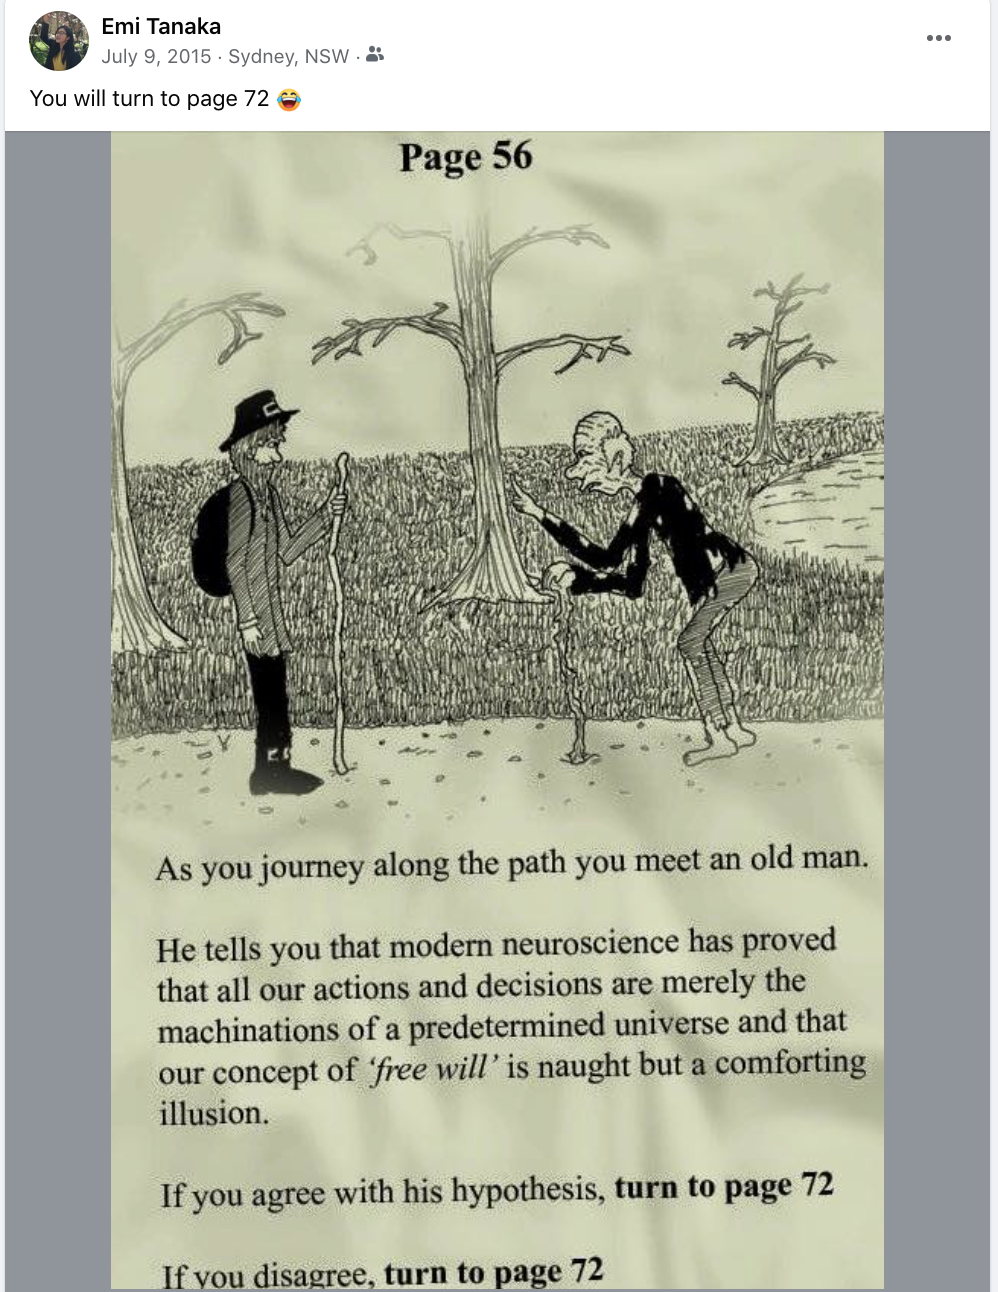 Emi Tanaka
July 9, 2015 · Sydney, NSW ·
You will turn to page 72 😂
Page 56
As you journey along the path you meet an old man.
He tells you that modern neuroscience has proved
that all our actions and decisions are merely the
machinations of a predetermined universe and that
our concept of ‘free will’ is naught but a comforting
illusion.
If you agree with his hypothesis, turn to page 72
If you disagree, turn to page 72